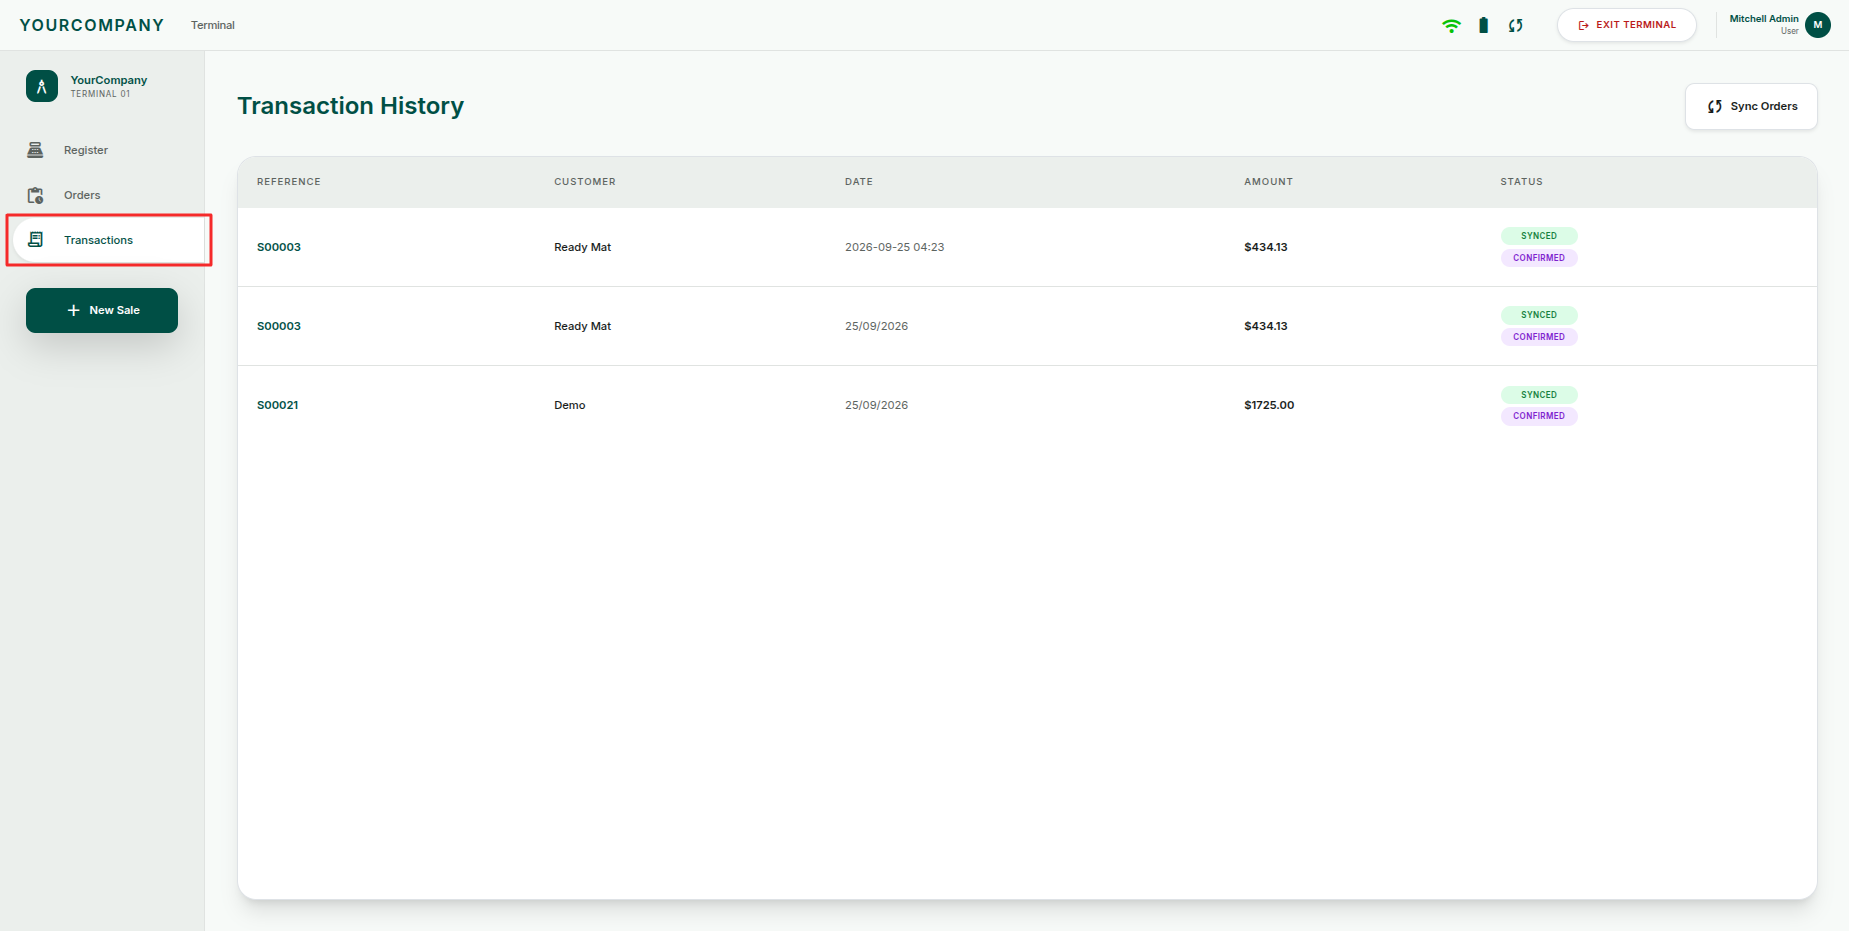 YOURCOMPANY Terminal EXIT TERMINAL Mitchell Admin User M
YourCompany
TERMINAL 01
Register
Orders
Transactions
New Sale
Transaction History Sync Orders
REFERENCE CUSTOMER DATE AMOUNT STATUS
S00003 Ready Mat 2026-09-25 04:23 $434.13 SYNCED
CONFIRMED
S00003 Ready Mat 25/09/2026 $434.13 SYNCED
CONFIRMED
S00021 Demo 25/09/2026 $1725.00 SYNCED
CONFIRMED